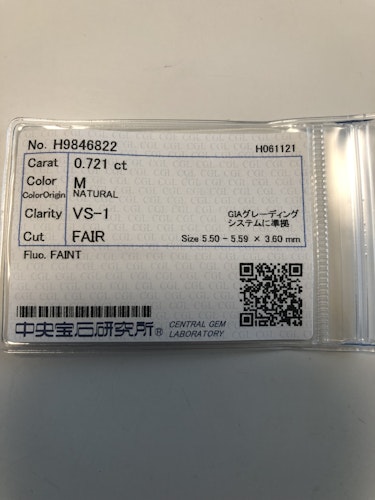 No. H9846822 H061121
Carat 0.721 ct
Color M
ColorOrigin NATURAL
Clarity VS-1 GIAグレーディング
システムに準拠
Cut FAIR Size 5.50 - 5.59 × 3.60 mm
Fluo. FAINT
中央宝石研究所® CENTRAL GEM
LABORATORY